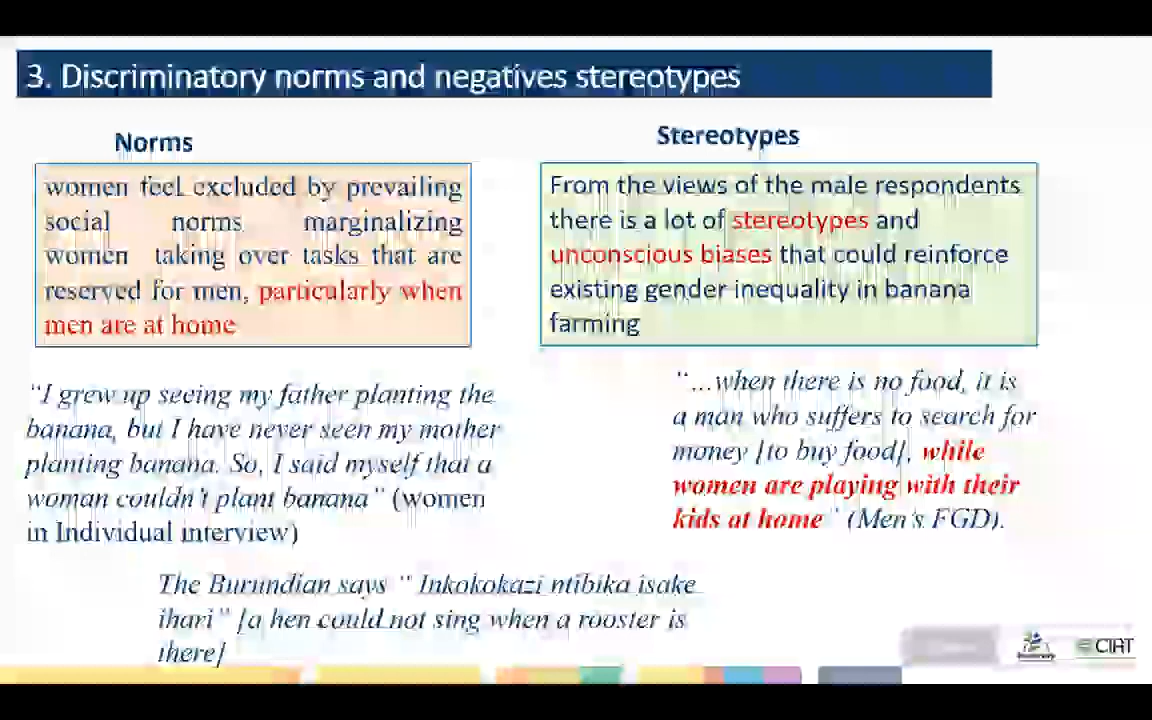 3. Discriminatory norms and negatives stereotypes
Norms
women feel excluded by prevailing
social norms marginalizing
women taking over tasks that are
reserved for men, particularly when
men are at home
"I grew up seeing my father planting the
banana, but I have never seen my mother
planting banana. So, I said myself that a
woman couldn't plant banana" (women
in Individual interview)
Stereotypes
From the views of the male respondents
there is a lot of stereotypes and
unconscious biases that could reinforce
existing gender inequality in banana
farming
"...when there is no food, it is
a man who suffers to search for
money [to buy food], while
women are playing with their
kids at home" (Men's FGD).
The Burundian says " Inkokokazi ntibika isake
ihari" [a hen could not sing when a rooster is
there]
CIAT